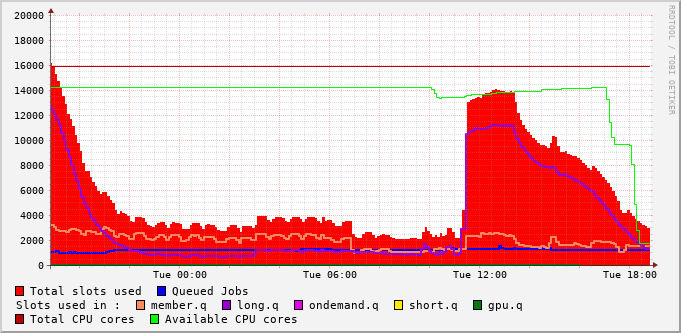 20000
18000
16000
14000
12000
10000
8000
6000
4000
2000
0
Tue 00:00 Tue 06:00 Tue 12:00 Tue 18:00
RRDTOOL / TOBI OETIKER
Total slots used Queued Jobs
Slots used in : member.q long.q ondemand.q short.q gpu.q
Total CPU cores Available CPU cores